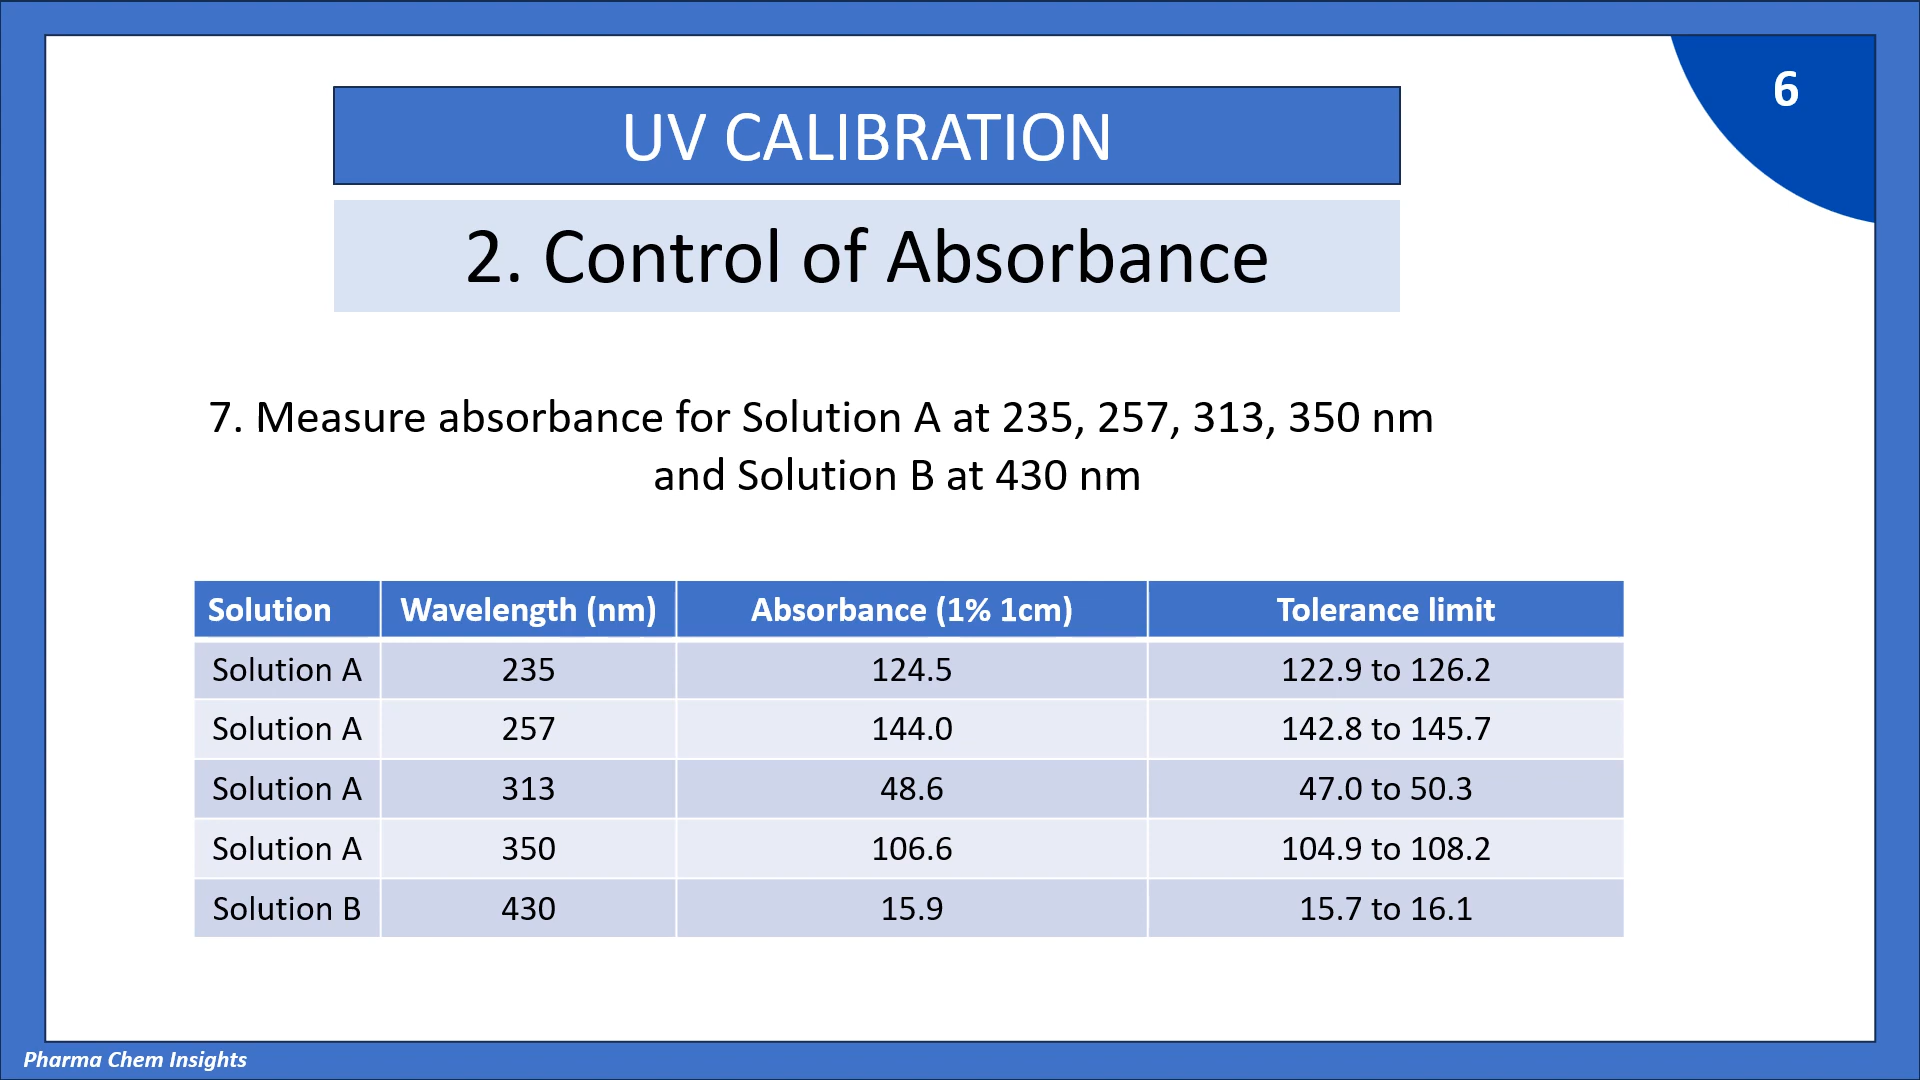 6
UV CALIBRATION
2. Control of Absorbance
7. Measure absorbance for Solution A at 235, 257, 313, 350 nm
and Solution B at 430 nm
Solution Wavelength (nm) Absorbance (1% 1cm) Tolerance limit
Solution A 235 124.5 122.9 to 126.2
Solution A 257 144.0 142.8 to 145.7
Solution A 313 48.6 47.0 to 50.3
Solution A 350 106.6 104.9 to 108.2
Solution B 430 15.9 15.7 to 16.1
Pharma Chem Insights